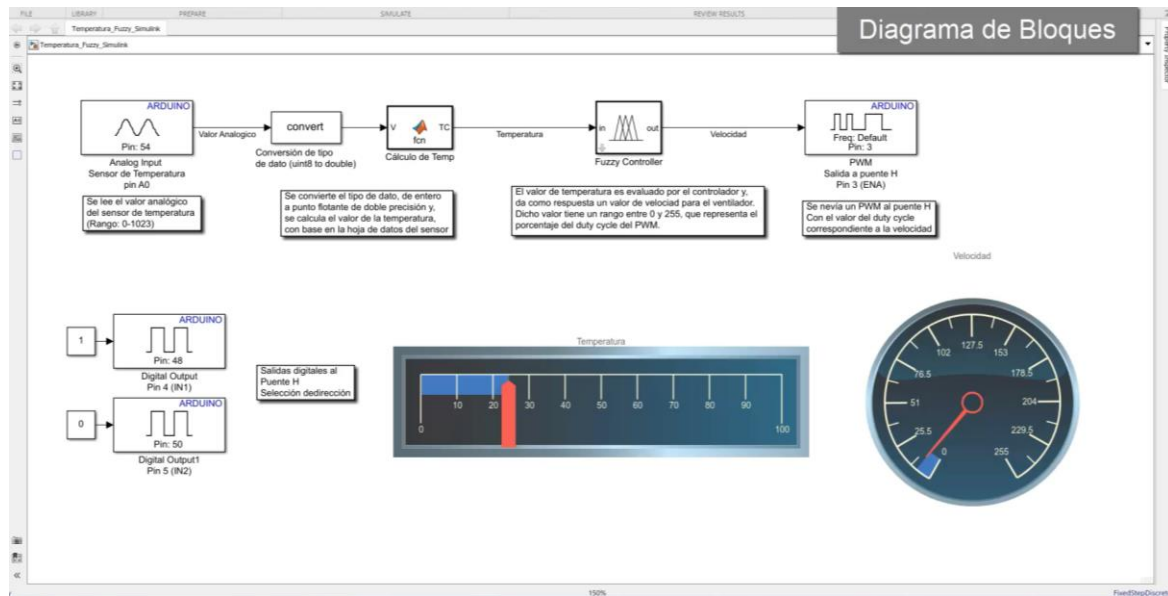 FILE LIBRARY PREPARE SIMULATE REVIEW RESULTS
Diagrama de Bloques
Temperatura_Fuzzy_Simulink
Temperatura_Fuzzy_Simulink
Property Inspector
ARDUINO
Pin: 54
Analog Input
Sensor de Temperatura
pin A0
Valor Analogico
convert
Conversión de tipo
de dato (uint8 to double)
V fcn TC
Cálculo de Temp
Temperatura
in out
Fuzzy Controller
Velocidad
ARDUINO
Freq: Default
Pin: 3
PWM
Salida a puente H
Pin 3 (ENA)
Se lee el valor analógico
del sensor de temperatura
(Rango: 0-1023)
Se convierte el tipo de dato, de entero
a punto flotante de doble precisión y,
se calcula el valor de la temperatura,
con base en la hoja de datos del sensor
El valor de temperatura es evaluado por el controlador y,
da como respuesta un valor de velociad para el ventilador.
Dicho valor tiene un rango entre 0 y 255, que representa el
porcentaje del duty cycle del PWM.
Se nevía un PWM al puente H
Con el valor del duty cycle
correspondiente a la velocidad
1
ARDUINO
Pin: 48
Digital Output
Pin 4 (IN1)
0
ARDUINO
Pin: 50
Digital Output1
Pin 5 (IN2)
Salidas digitales al
Puente H
Selección dedirección
Temperatura
0 10 20 30 40 50 60 70 80 90 100
Velocidad
0 25.5 51 76.5 102 127.5 153 178.5 204 229.5 255
150%
FixedStepDiscret